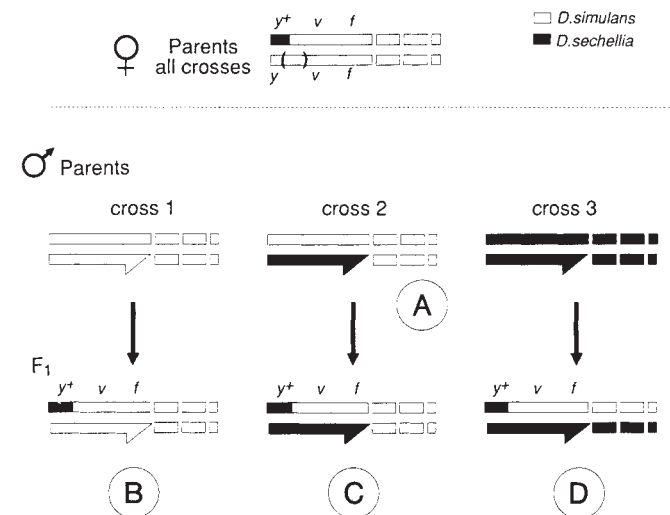 y+ v f
D.simulans
♀ Parents
all crosses
D.sechellia
y ( ) v f
♂ Parents
cross 1 cross 2 cross 3
A
F1
y+ v f y+ v f y+ v f
B C D